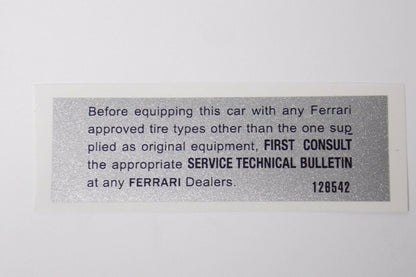 Before equipping this car with any Ferrari
approved tire types other than the one sup
plied as original equipment, FIRST CONSULT
the appropriate SERVICE TECHNICAL BULLETIN
at any FERRARI Dealers.
128542